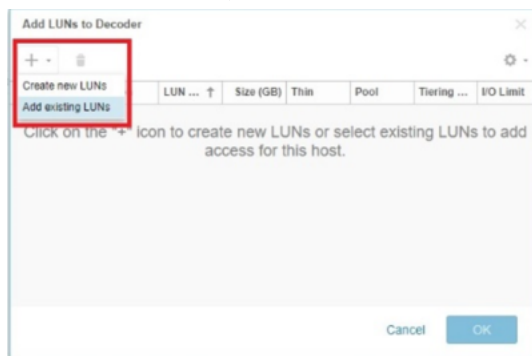 Add LUNs to Decoder
Create new LUNs
Add existing LUNs
LUN ... ↑ Size (GB) Thin Pool Tiering ... I/O Limit
Click on the "+" icon to create new LUNs or select existing LUNs to add
access for this host.
Cancel OK